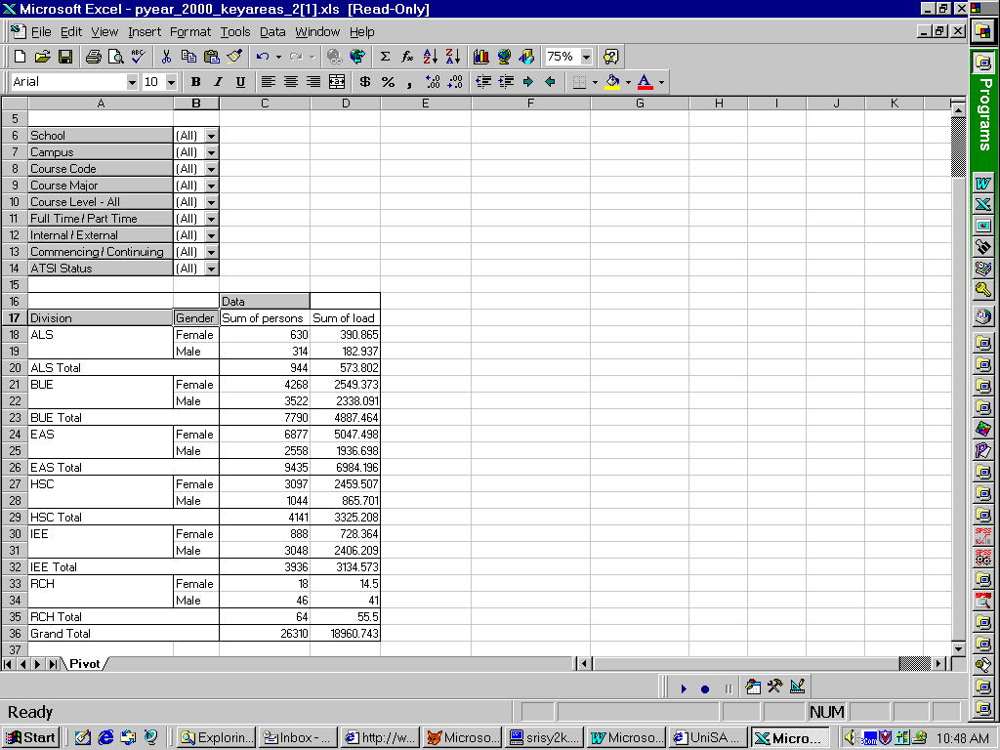 Microsoft Excel - pyear_2000_keyareas_2[1].xls [Read-Only]
File Edit View Insert Format Tools Data Window Help
75%
Arial 10 B I U $ % ,
A B C D E F G H I J K
5
6 School (All)
7 Campus (All)
8 Course Code (All)
9 Course Major (All)
10 Course Level - All (All)
11 Full Time / Part Time (All)
12 Internal / External (All)
13 Commencing / Continuing (All)
14 ATSI Status (All)
15
16 Data
17 Division Gender Sum of persons Sum of load
18 ALS Female 630 390.865
19 Male 314 182.937
20 ALS Total 944 573.802
21 BUE Female 4268 2549.373
22 Male 3522 2338.091
23 BUE Total 7790 4887.464
24 EAS Female 6877 5047.498
25 Male 2558 1936.698
26 EAS Total 9435 6984.196
27 HSC Female 3097 2459.507
28 Male 1044 865.701
29 HSC Total 4141 3325.208
30 IEE Female 888 728.364
31 Male 3048 2406.209
32 IEE Total 3936 3134.573
33 RCH Female 18 14.5
34 Male 46 41
35 RCH Total 64 55.5
36 Grand Total 26310 18960.743
37
Pivot
Ready NUM
Start Explorin... Inbox - ... http://w... Microso... srisy2k.... Microso... UniSA ... Micro... 10:48 AM
Programs